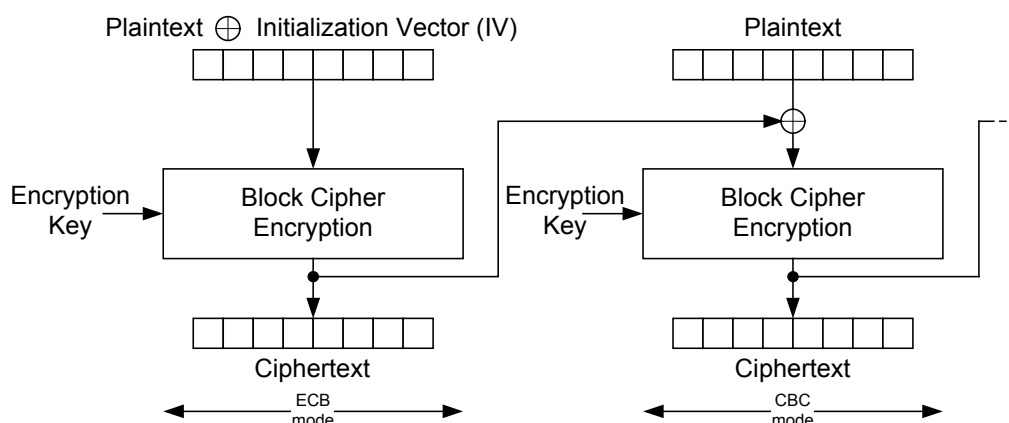 Plaintext ⊕ Initialization Vector (IV)
Plaintext
Encryption
Key
Block Cipher
Encryption
Encryption
Key
Block Cipher
Encryption
Ciphertext
Ciphertext
ECB
mode
CBC
mode